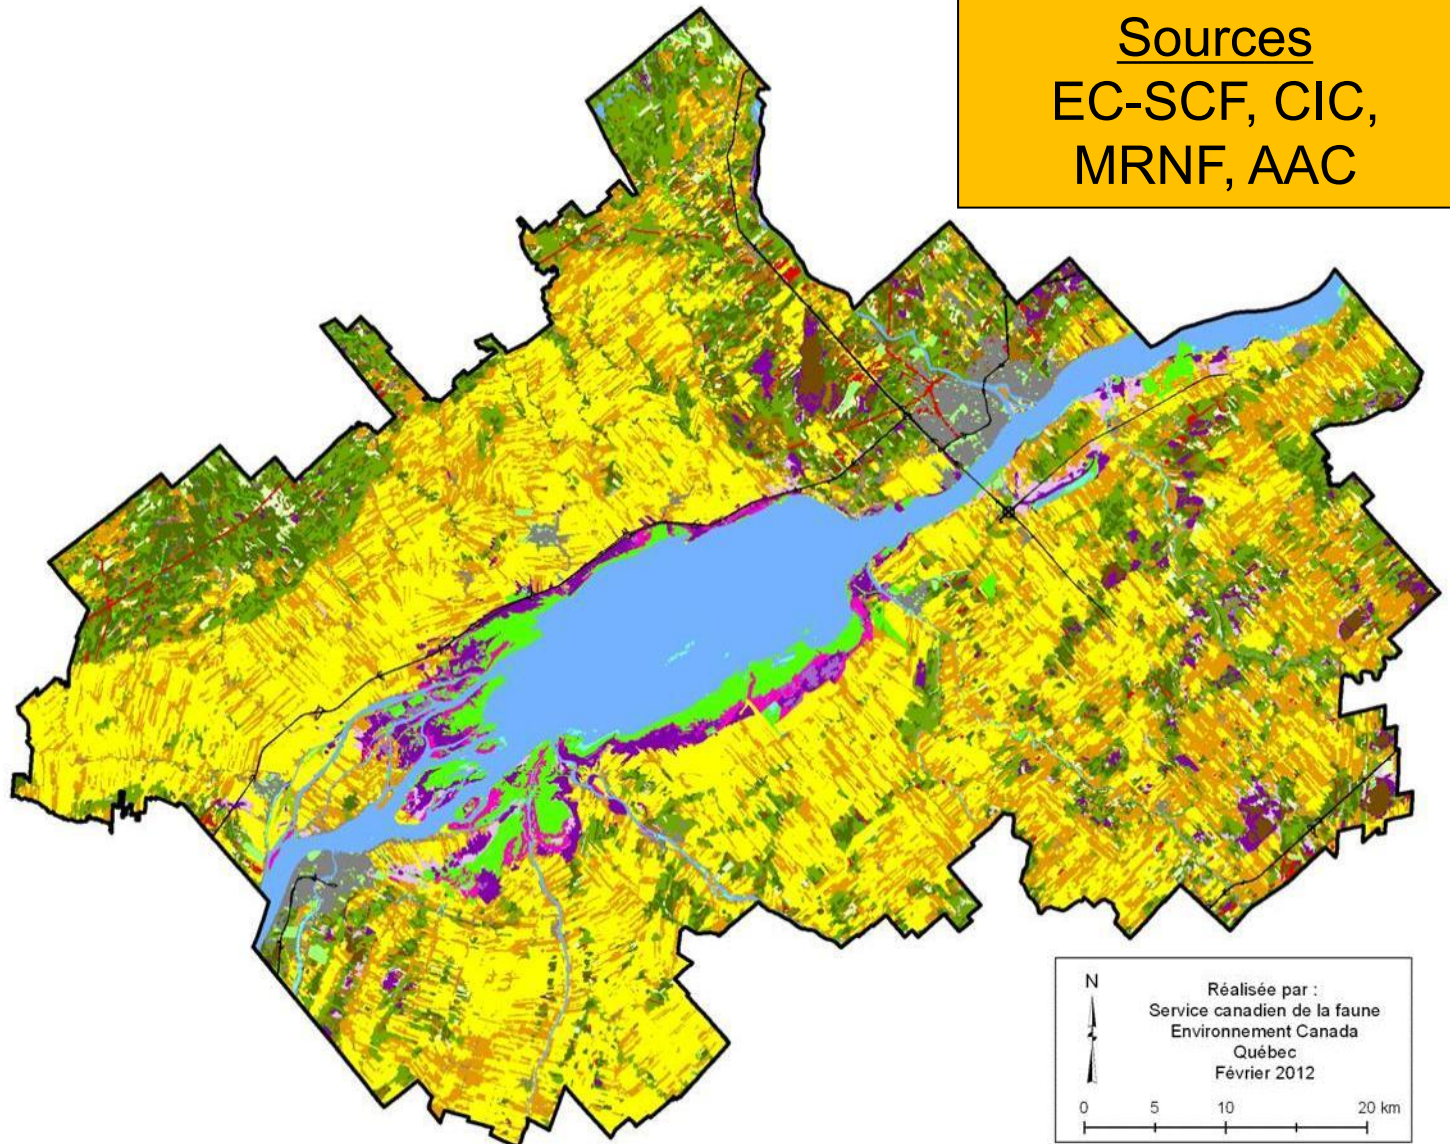 Sources
EC-SCF, CIC,
MRNF, AAC
N
Réalisée par :
Service canadien de la faune
Environnement Canada
Québec
Février 2012
0 5 10 20 km